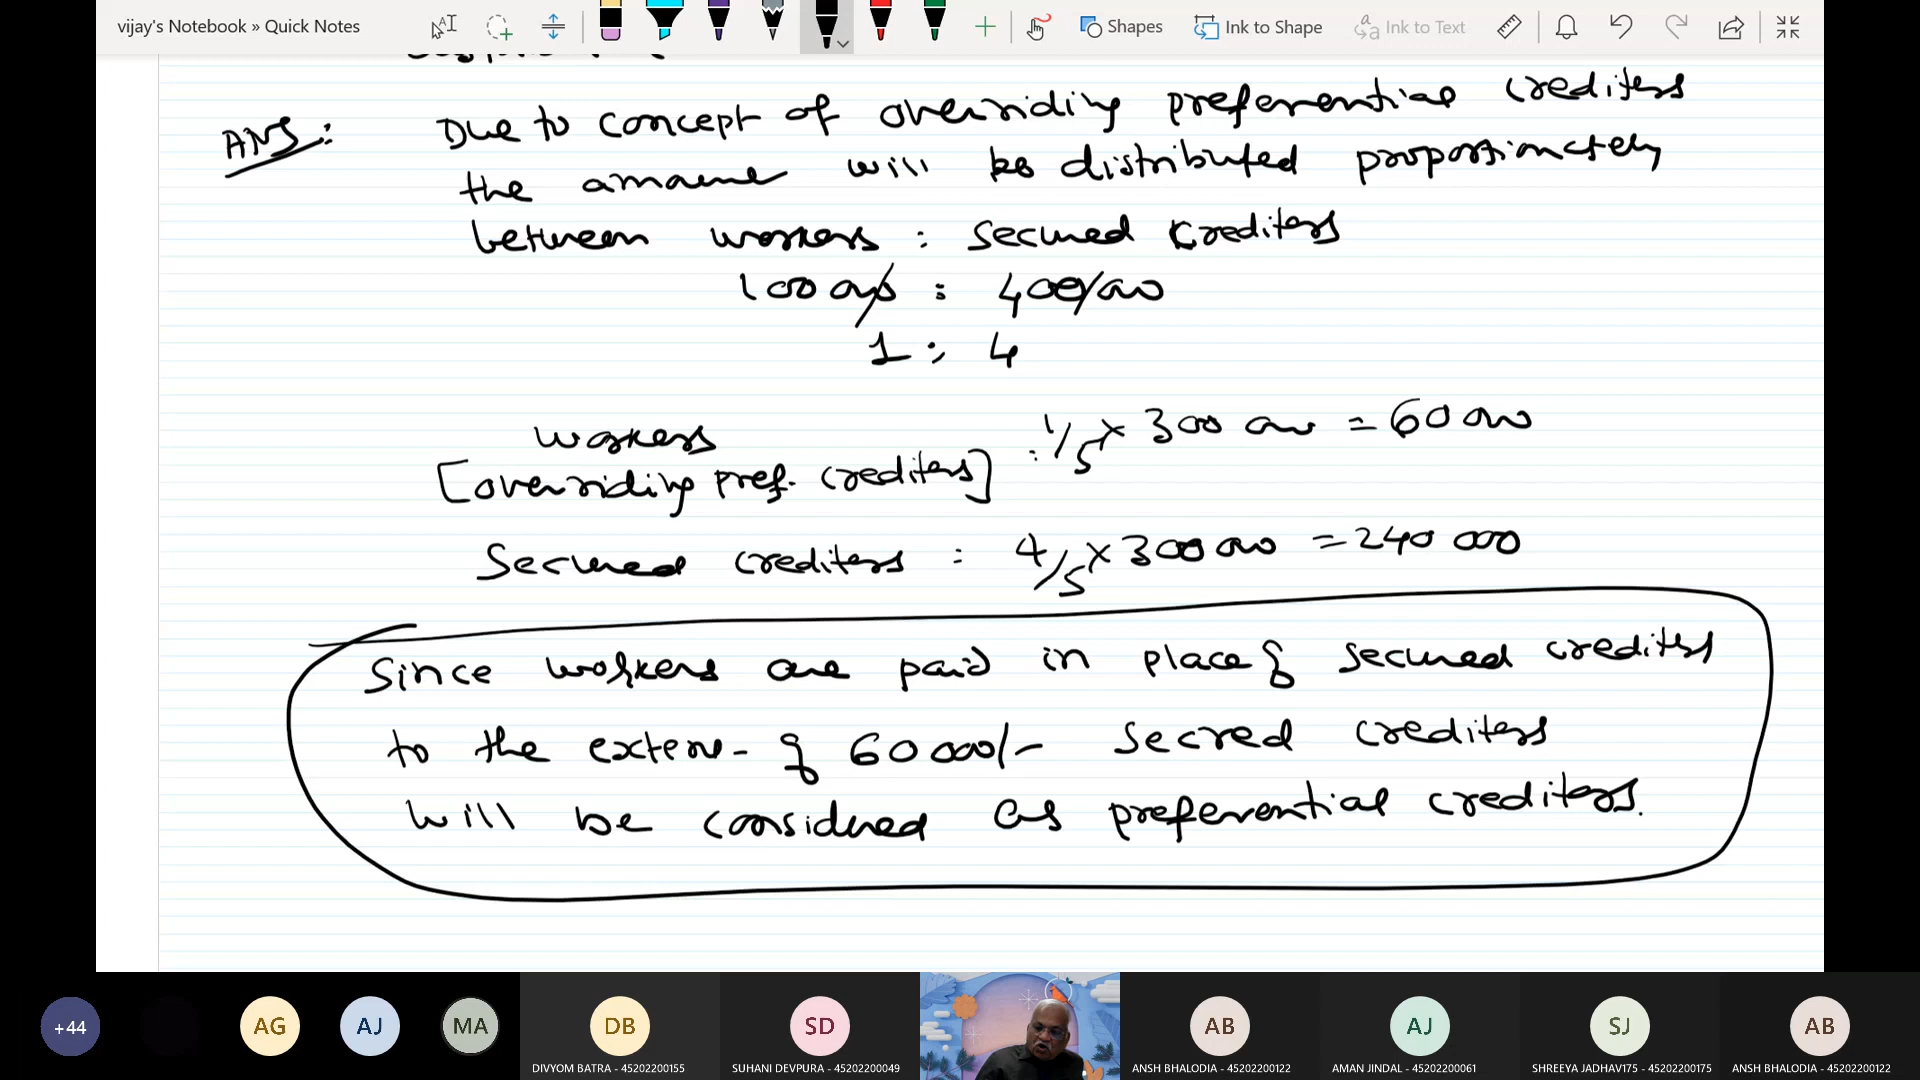 vijay's Notebook » Quick Notes
Shapes
Ink to Shape
Ink to Text
ANS:
Due to concept of overriding preferential creditors
the amount will be distributed proportionately
between workers : secured creditors
100 000 : 400 000
1 : 4
workers
[overriding pref. creditors] : 1/5 x 300 000 = 60 000
Secured creditors : 4/5 x 300 000 = 240 000
Since workers are paid in place of secured creditors
to the extent of 60 000/- secred creditors
will be considered as preferential creditors.
+44
AG
AJ
MA
DB
SD
AB
AJ
SJ
AB
DIVYOM BATRA - 45202200155
SUHANI DEVPURA - 45202200049
ANSH BHALODIA - 45202200122
AMAN JINDAL - 45202200061
SHREEYA JADHAV175 - 45202200175
ANSH BHALODIA - 45202200122